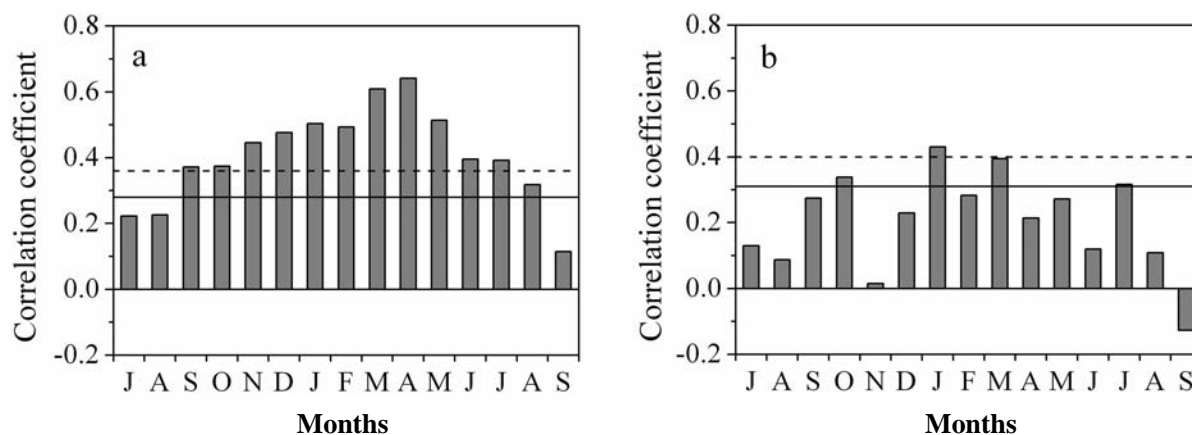 Correlation coefficient
0.8
0.6
0.4
0.2
0.0
-0.2
a
J A S O N D J F M A M J J A S
Months
Correlation coefficient
0.8
0.6
0.4
0.2
0.0
-0.2
b
J A S O N D J F M A M J J A S
Months